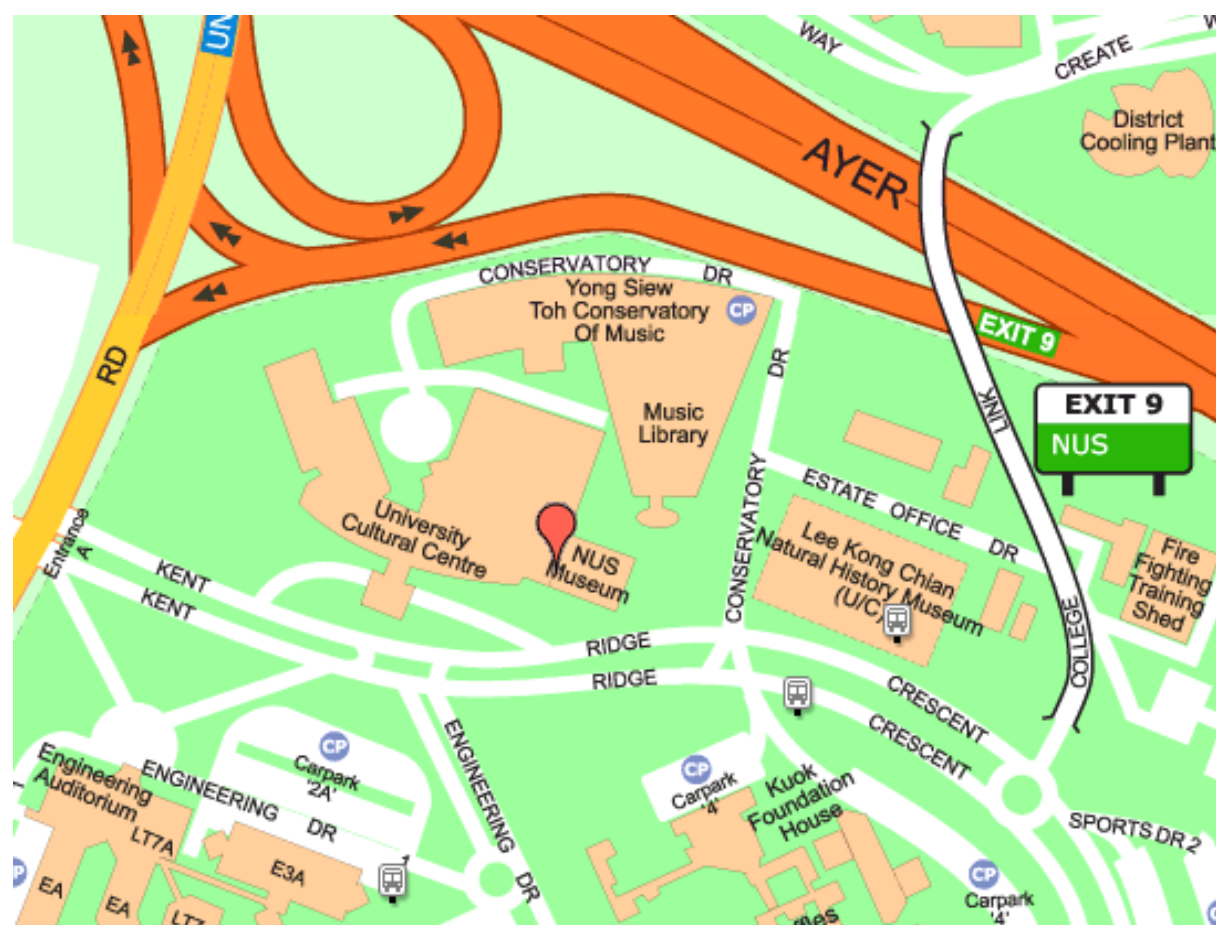 UN
WAY
CREATE
District
Cooling Plant
AYER
CONSERVATORY
DR
Yong Siew
Toh Conservatory
Of Music
CP
EXIT 9
RD
DR
LINK
EXIT 9
NUS
Music
Library
CONSERVATORY
ESTATE OFFICE DR
University
Cultural Centre
NUS
Museum
Lee Kong Chian
Natural History Museum
(U/C)
Fire
Fighting
Training
Shed
Entrance
A
KENT
KENT
RIDGE
RIDGE
COLLEGE
CRESCENT
CRESCENT
ENGINEERING
DR
Engineering
Auditorium
ENGINEERING
DR
1
CP
Carpark
'2A'
CP
Carpark
'4'
Kuok
Foundation
House
SPORTS DR 2
LT7A
E3A
EA
EA
LT7
CP
Carpark
'4'